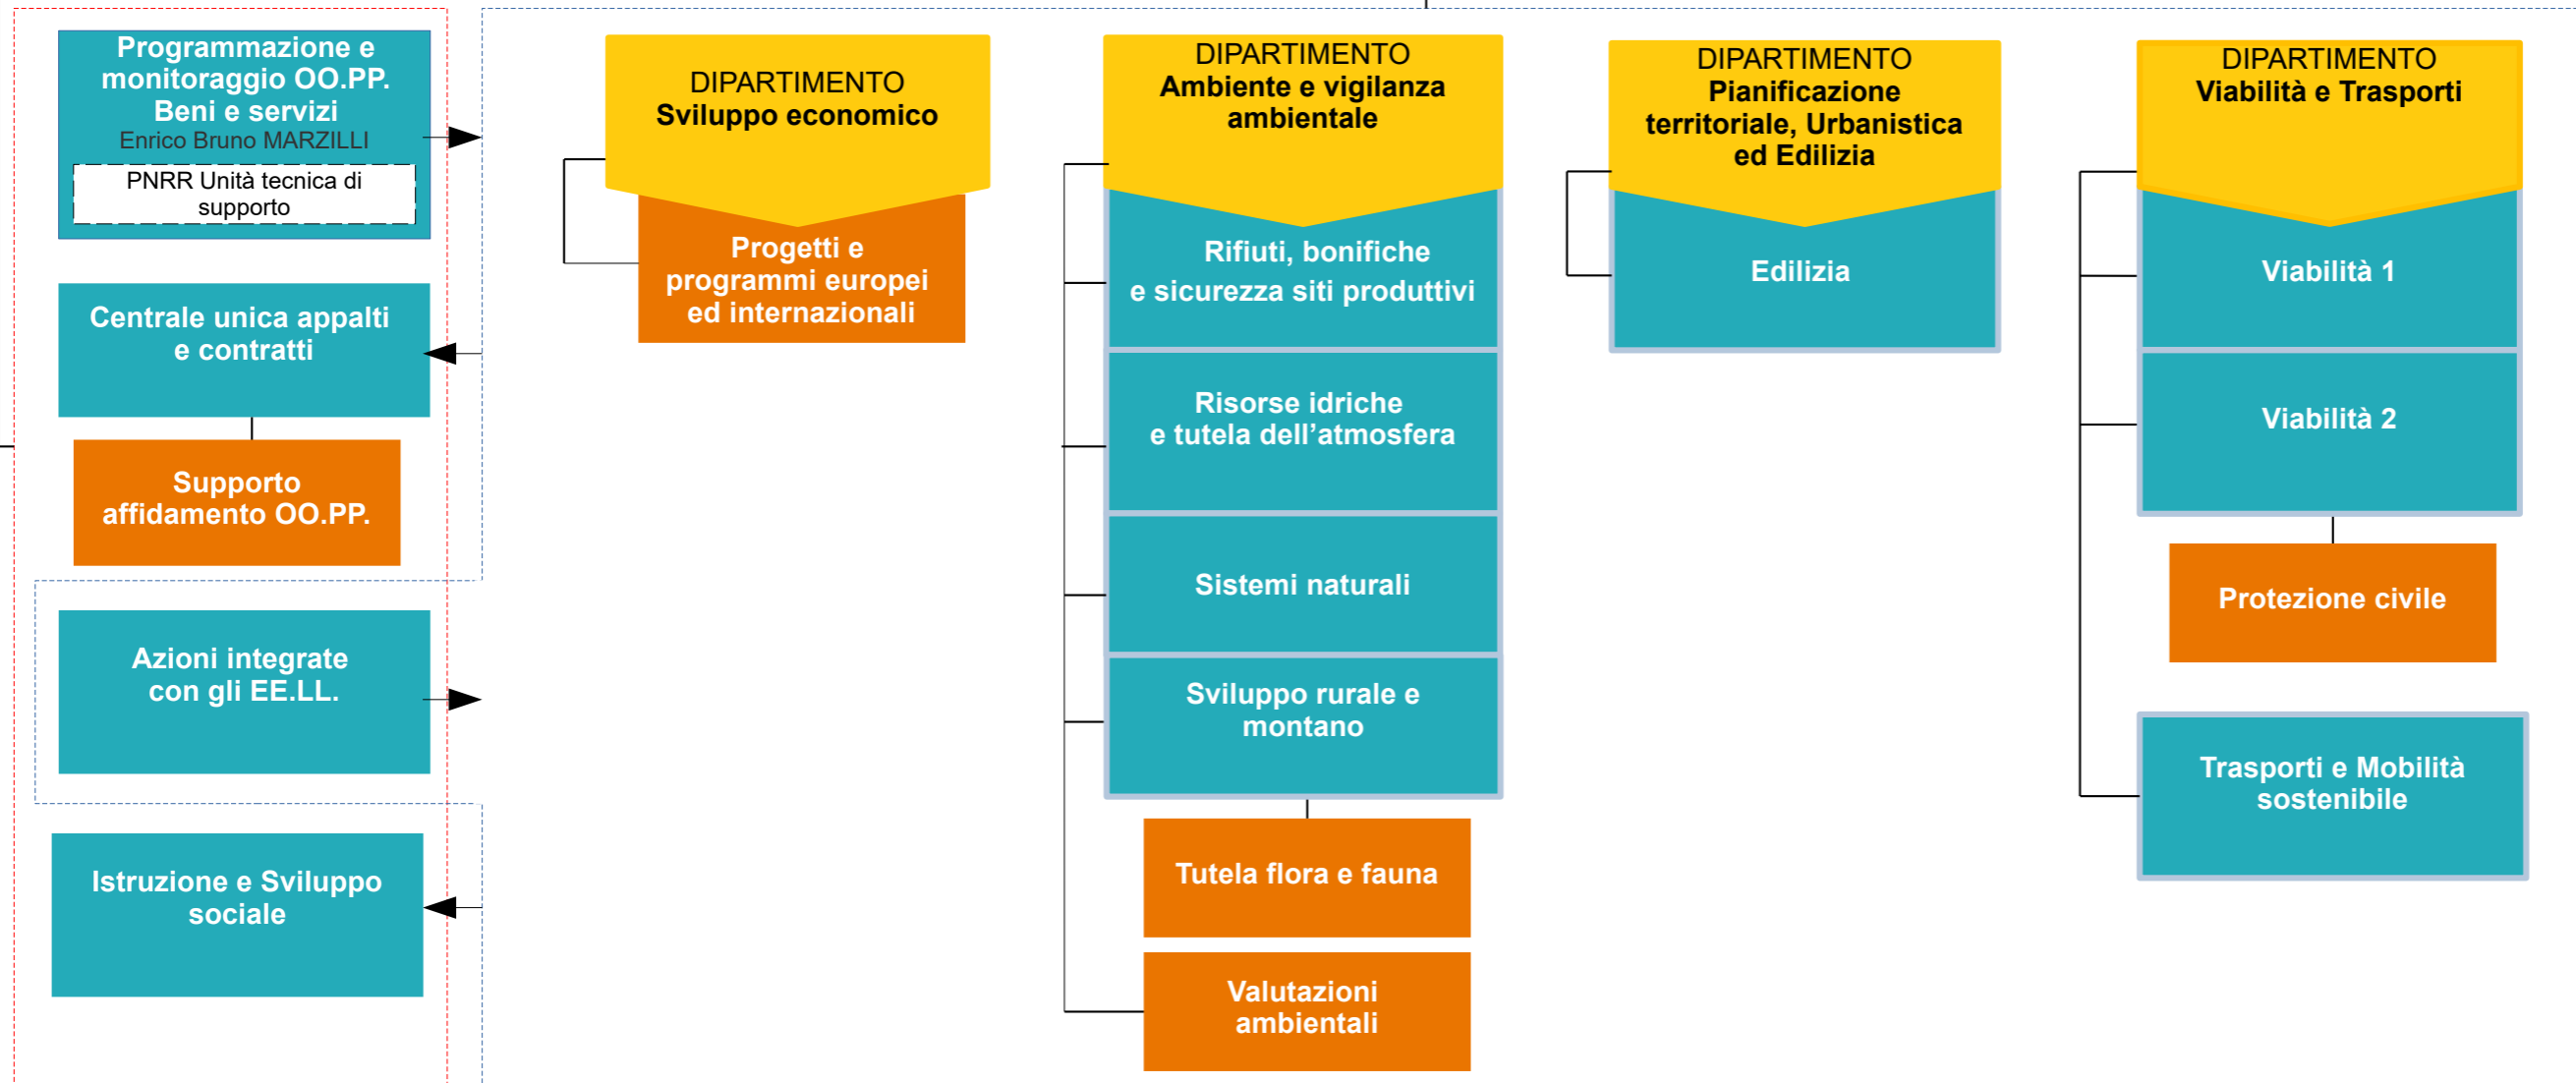 Programmazione e
monitoraggio OO.PP.
Beni e servizi
Enrico Bruno MARZILLI
PNRR Unità tecnica di
supporto
Centrale unica appalti
e contratti
Supporto
affidamento OO.PP.
Azioni integrate
con gli EE.LL.
Istruzione e Sviluppo
sociale
DIPARTIMENTO
Sviluppo economico
Progetti e
programmi europei
ed internazionali
DIPARTIMENTO
Ambiente e vigilanza
ambientale
Rifiuti, bonifiche
e sicurezza siti produttivi
Risorse idriche
e tutela dell’atmosfera
Sistemi naturali
Sviluppo rurale e
montano
Tutela flora e fauna
Valutazioni
ambientali
DIPARTIMENTO
Pianificazione
territoriale, Urbanistica
ed Edilizia
Edilizia
DIPARTIMENTO
Viabilità e Trasporti
Viabilità 1
Viabilità 2
Protezione civile
Trasporti e Mobilità
sostenibile